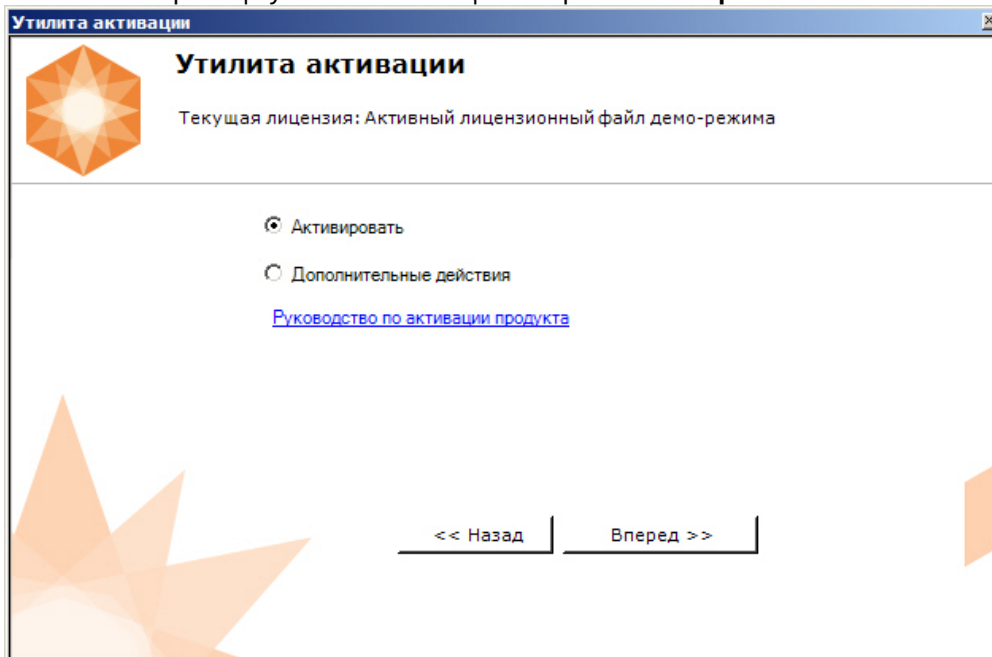 Утилита активации
Утилита активации
Текущая лицензия: Активный лицензионный файл демо-режима
Активировать
Дополнительные действия
Руководство по активации продукта
<< Назад
Вперед >>